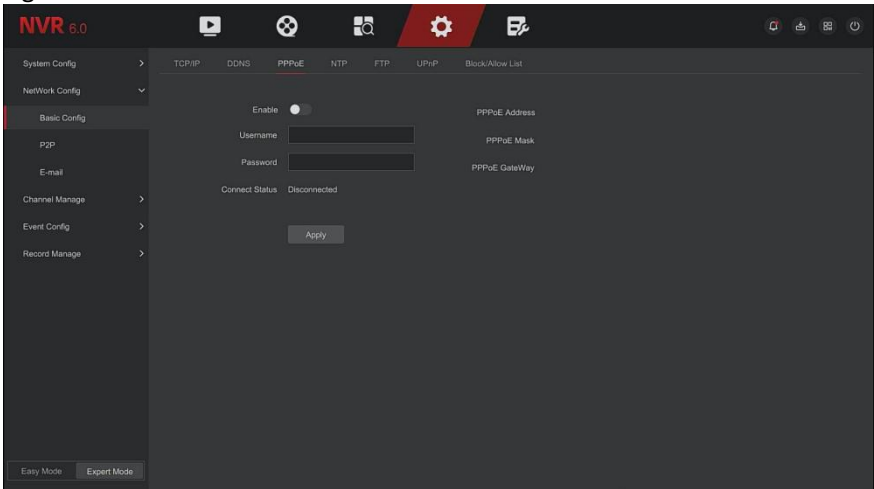 NVR 6.0
System Config
TCP/IP DDNS PPPoE NTP FTP UPnP Block/Allow List
NetWork Config
Basic Config
P2P
E-mail
Channel Manage
Event Config
Record Manage
Enable
PPPoE Address
Username
PPPoE Mask
Password
PPPoE GateWay
Connect Status Disconnected
Apply
Easy Mode Expert Mode